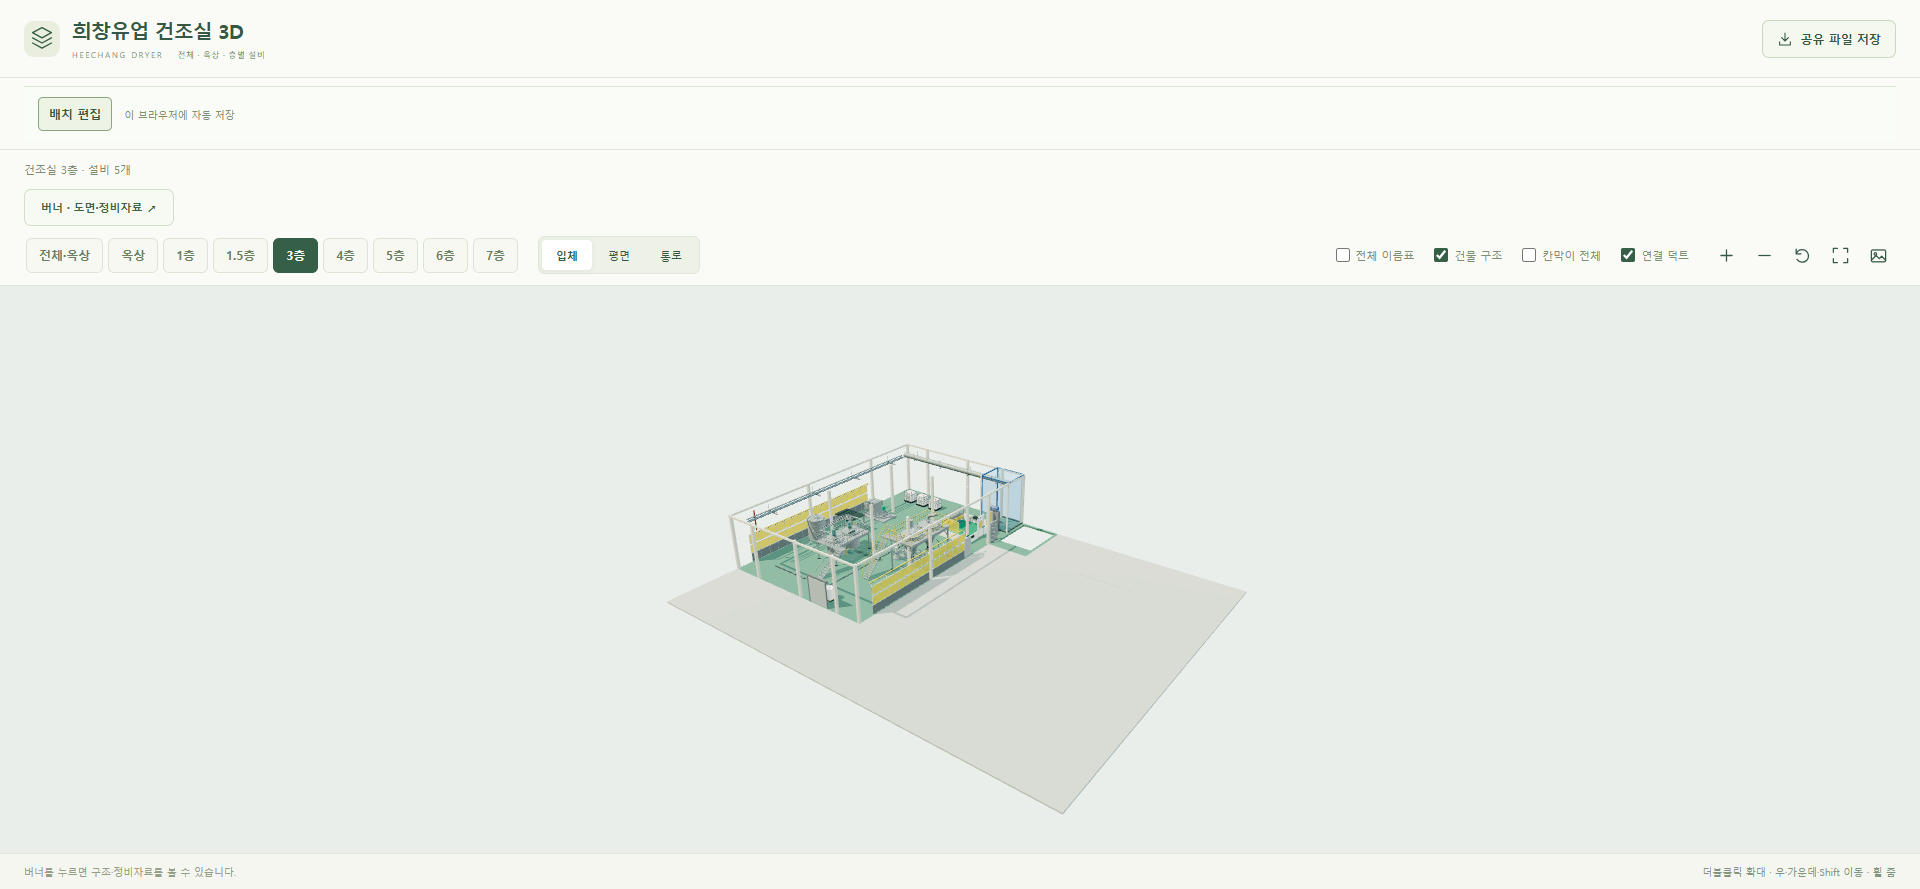 희창유업 건조실 3D
HEECHANG DRYER 전체 · 옥상 · 층별 설비
공유 파일 저장
배치 편집
이 브라우저에 자동 저장
건조실 3층 · 설비 5개
버너 · 도면·정비자료 ↗
전체·옥상
옥상
1층
1.5층
3층
4층
5층
6층
7층
입체
평면
통로
전체 이름표
건물 구조
칸막이 전체
연결 덕트
버너를 누르면 구조·정비자료를 볼 수 있습니다.
더블클릭 확대 · 우·가운데·Shift 이동 · 휠 줌